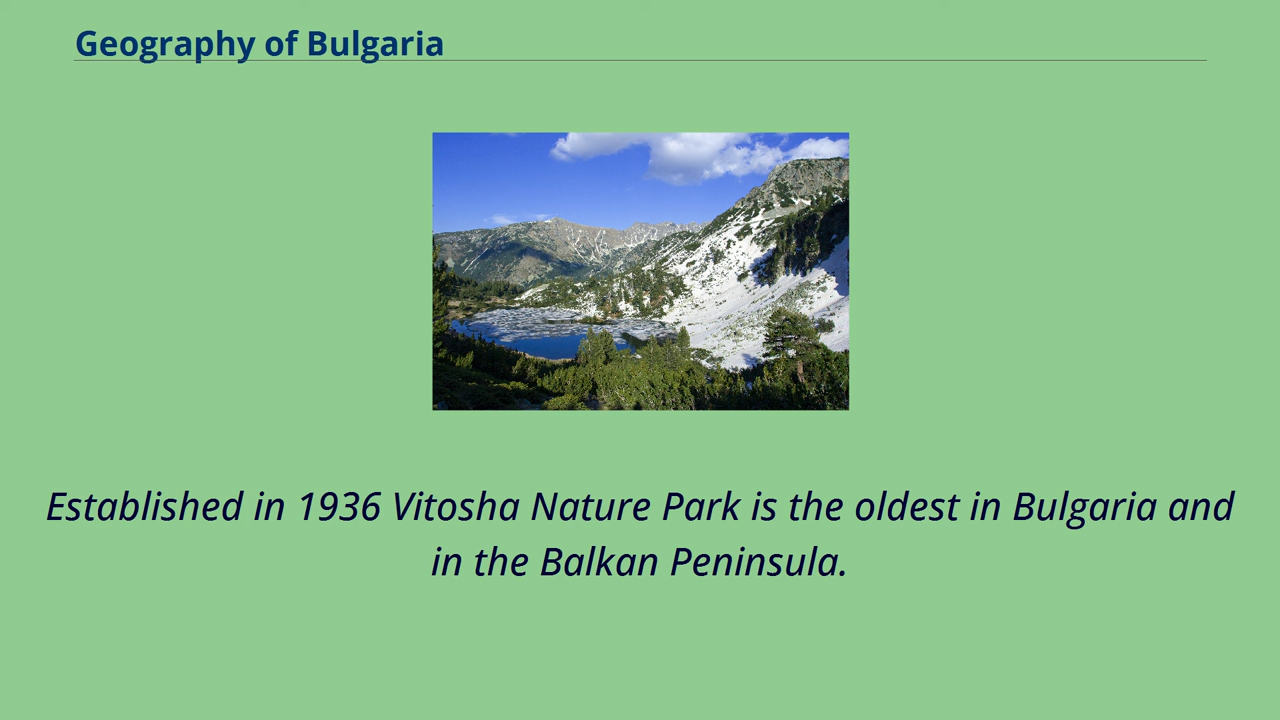 Geography of Bulgaria
Established in 1936 Vitosha Nature Park is the oldest in Bulgaria and
in the Balkan Peninsula.